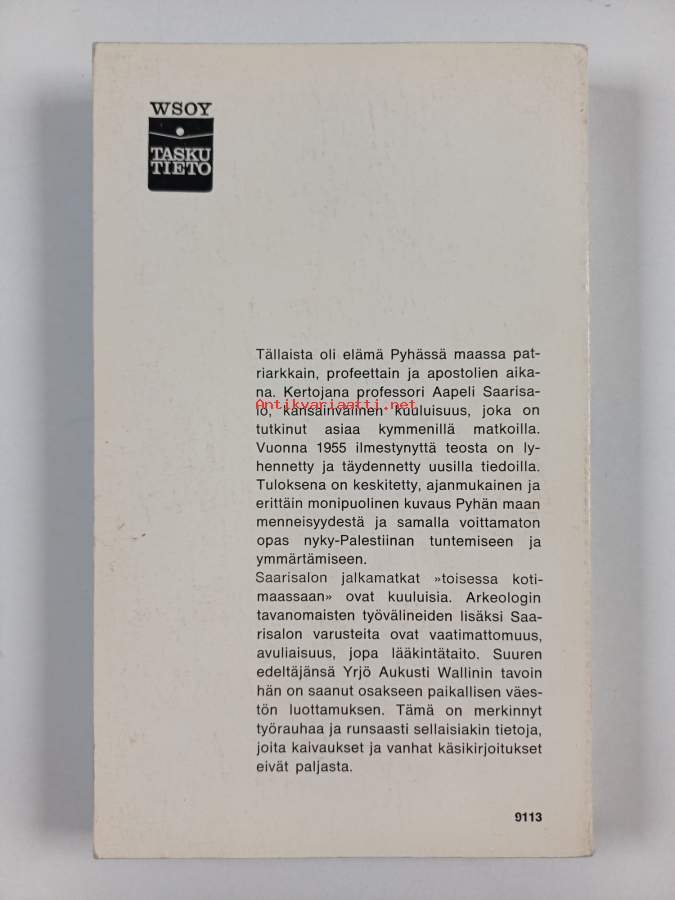 WSOY
TASKU
TIETO
Tällaista oli elämä Pyhässä maassa pat-
riarkkain, profeettain ja apostolien aika-
na. Kertojana professori Aapeli Saarisa-
Antikvariaatti.net
lo, kansainvälinen kuuluisuus, joka on
tutkinut asiaa kymmenillä matkoilla.
Vuonna 1955 ilmestynyttä teosta on ly-
hennetty ja täydennetty uusilla tiedoilla.
Tuloksena on keskitetty, ajanmukainen ja
erittäin monipuolinen kuvaus Pyhän maan
menneisyydestä ja samalla voittamaton
opas nyky-Palestiinan tuntemiseen ja
ymmärtämiseen.
Saarisalon jalkamatkat »toisessa koti-
maassaan» ovat kuuluisia. Arkeologin
tavanomaisten työvälineiden lisäksi Saa-
risalon varusteita ovat vaatimattomuus,
avuliaisuus, jopa lääkintätaito. Suuren
edeltäjänsä Yrjö Aukusti Wallinin tavoin
hän on saanut osakseen paikallisen väes-
tön luottamuksen. Tämä on merkinnyt
työrauhaa ja runsaasti sellaisiakin tietoja,
joita kaivaukset ja vanhat käsikirjoitukset
eivät paljasta.
9113